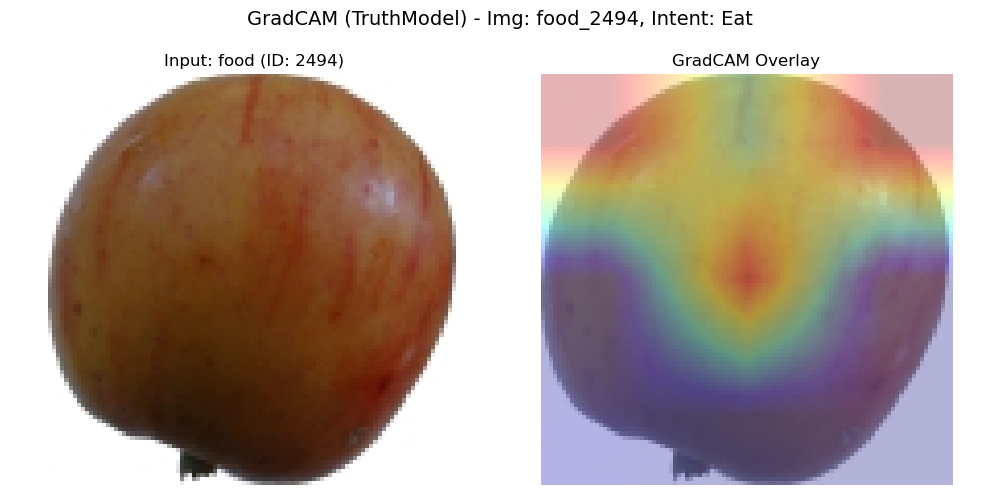 GradCAM (TruthModel) - Img: food_2494, Intent: Eat
Input: food (ID: 2494)
GradCAM Overlay